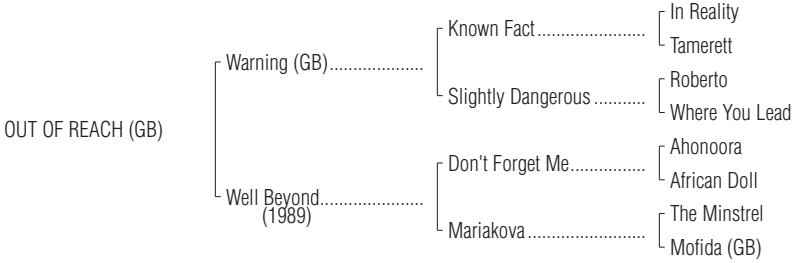 In Reality
Known Fact
Tamerett
Warning (GB)
Roberto
Slightly Dangerous
Where You Lead
OUT OF REACH (GB)
Ahonoora
Don't Forget Me
African Doll
Well Beyond
(1989)
The Minstrel
Mariakova
Mofida (GB)